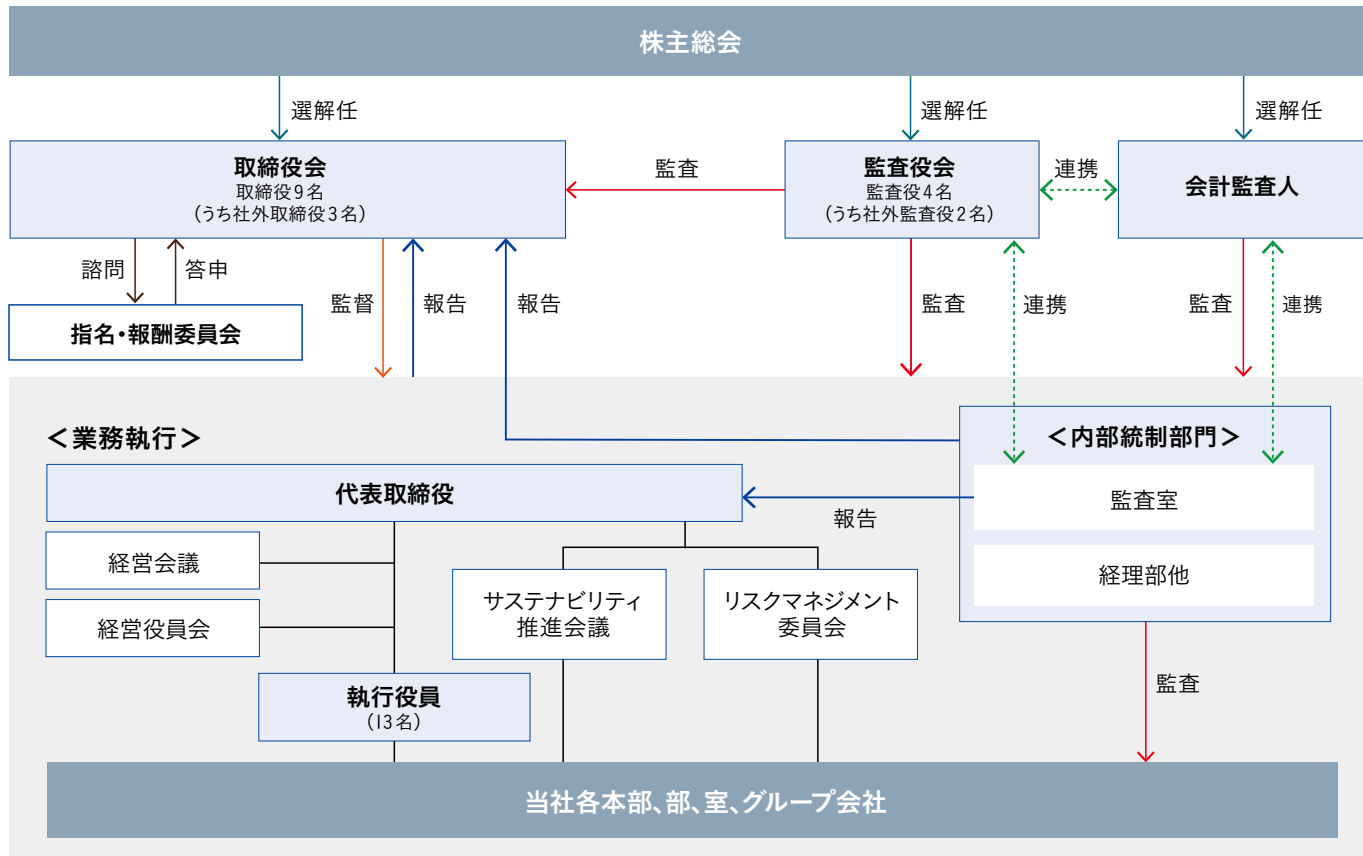 株主総会
選解任
選解任
選解任
取締役会
取締役9名
（うち社外取締役3名）
監査
監査役会
監査役4名
（うち社外監査役2名）
連携
会計監査人
諮問
答申
監督
報告
報告
監査
連携
監査
連携
指名・報酬委員会
＜業務執行＞
＜内部統制部門＞
代表取締役
報告
監査室
経営会議
経理部他
サステナビリティ
推進会議
リスクマネジメント
委員会
経営役員会
執行役員
（13名）
監査
当社各本部、部、室、グループ会社